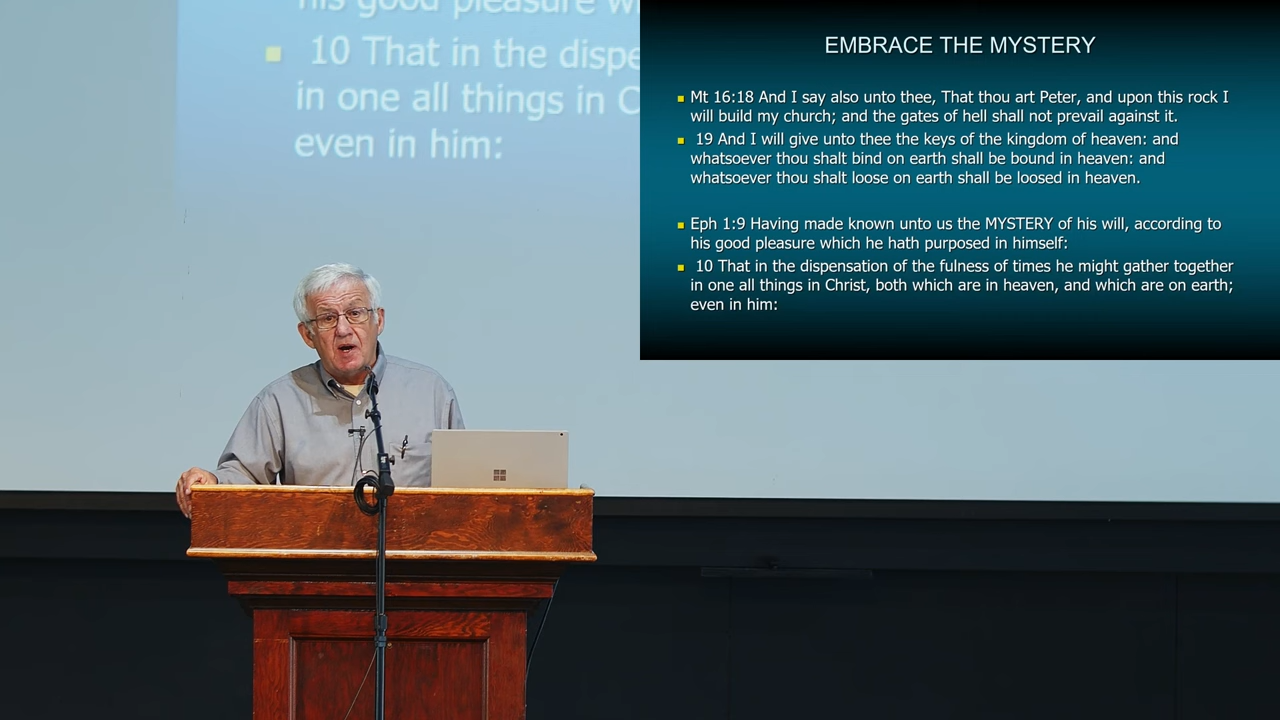 his good pleasure w
10 That in the dispe
in one all things in C
even in him:
EMBRACE THE MYSTERY
Mt 16:18 And I say also unto thee, That thou art Peter, and upon this rock I
will build my church; and the gates of hell shall not prevail against it.
19 And I will give unto thee the keys of the kingdom of heaven: and
whatsoever thou shalt bind on earth shall be bound in heaven: and
whatsoever thou shalt loose on earth shall be loosed in heaven.
Eph 1:9 Having made known unto us the MYSTERY of his will, according to
his good pleasure which he hath purposed in himself:
10 That in the dispensation of the fulness of times he might gather together
in one all things in Christ, both which are in heaven, and which are on earth;
even in him: